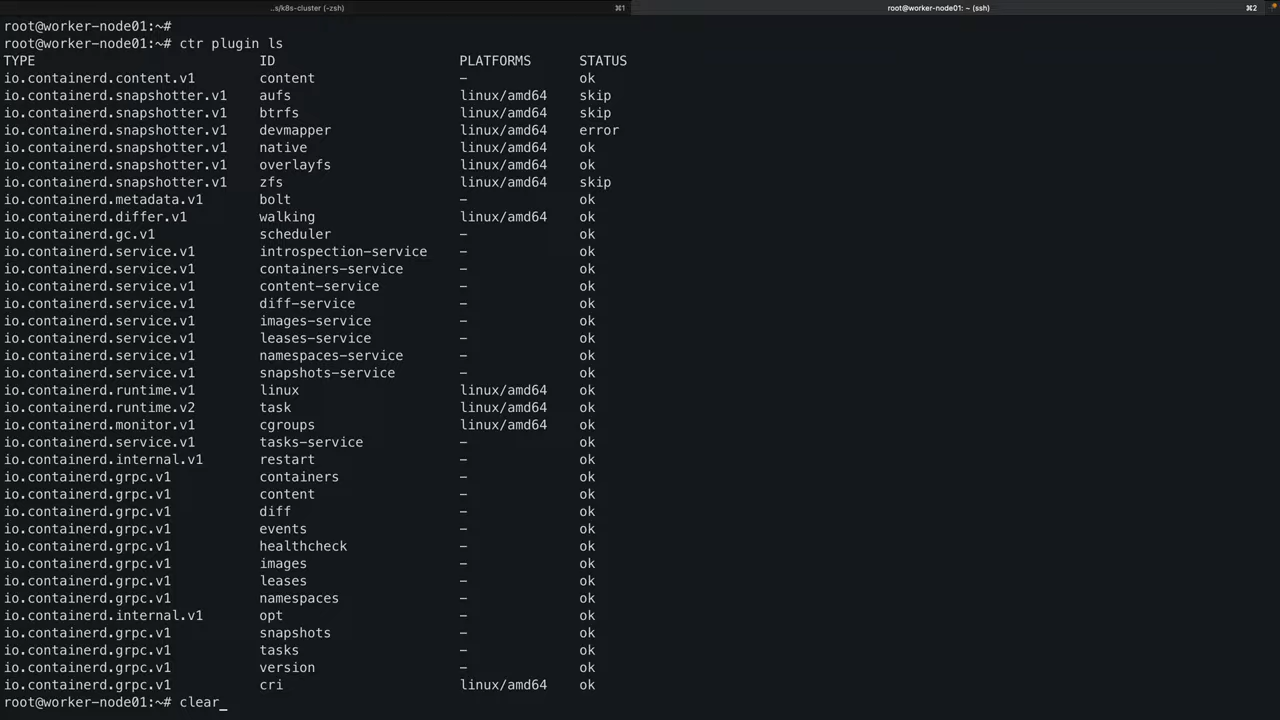 ..s/k8s-cluster (-zsh) ⌘1 root@worker-node01: ~ (ssh) ⌘2
root@worker-node01:~#
root@worker-node01:~# ctr plugin ls
TYPE ID PLATFORMS STATUS
io.containerd.content.v1 content - ok
io.containerd.snapshotter.v1 aufs linux/amd64 skip
io.containerd.snapshotter.v1 btrfs linux/amd64 skip
io.containerd.snapshotter.v1 devmapper linux/amd64 error
io.containerd.snapshotter.v1 native linux/amd64 ok
io.containerd.snapshotter.v1 overlayfs linux/amd64 ok
io.containerd.snapshotter.v1 zfs linux/amd64 skip
io.containerd.metadata.v1 bolt - ok
io.containerd.differ.v1 walking linux/amd64 ok
io.containerd.gc.v1 scheduler - ok
io.containerd.service.v1 introspection-service - ok
io.containerd.service.v1 containers-service - ok
io.containerd.service.v1 content-service - ok
io.containerd.service.v1 diff-service - ok
io.containerd.service.v1 images-service - ok
io.containerd.service.v1 leases-service - ok
io.containerd.service.v1 namespaces-service - ok
io.containerd.service.v1 snapshots-service - ok
io.containerd.runtime.v1 linux linux/amd64 ok
io.containerd.runtime.v2 task linux/amd64 ok
io.containerd.monitor.v1 cgroups linux/amd64 ok
io.containerd.service.v1 tasks-service - ok
io.containerd.internal.v1 restart - ok
io.containerd.grpc.v1 containers - ok
io.containerd.grpc.v1 content - ok
io.containerd.grpc.v1 diff - ok
io.containerd.grpc.v1 events - ok
io.containerd.grpc.v1 healthcheck - ok
io.containerd.grpc.v1 images - ok
io.containerd.grpc.v1 leases - ok
io.containerd.grpc.v1 namespaces - ok
io.containerd.internal.v1 opt - ok
io.containerd.grpc.v1 snapshots - ok
io.containerd.grpc.v1 tasks - ok
io.containerd.grpc.v1 version - ok
io.containerd.grpc.v1 cri linux/amd64 ok
root@worker-node01:~# clear_